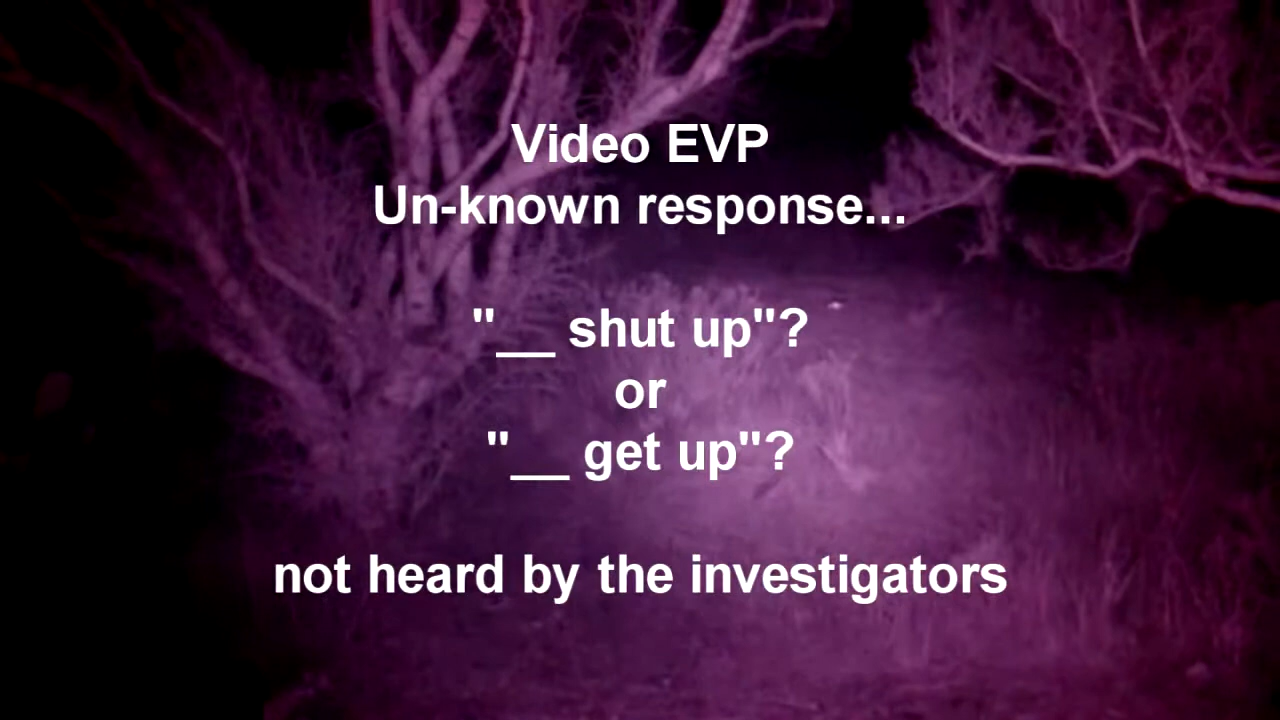 Video EVP
Un-known response...
"__ shut up"?
or
"__ get up"?
not heard by the investigators